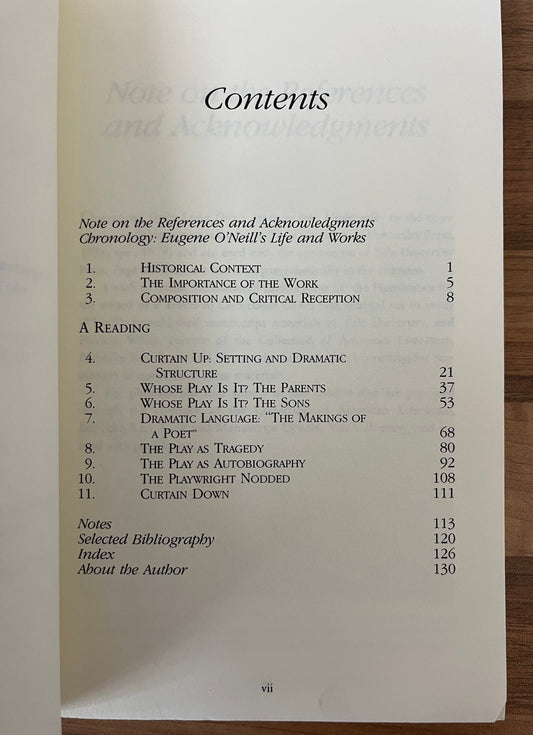 Contents
Note on the References and Acknowledgments
Chronology: Eugene O'Neill's Life and Works
1. Historical Context 1
2. The Importance of the Work 5
3. Composition and Critical Reception 8
A Reading
4. Curtain Up: Setting and Dramatic
Structure 21
5. Whose Play Is It? The Parents 37
6. Whose Play Is It? The Sons 53
7. Dramatic Language: "The Makings of
a Poet" 68
8. The Play as Tragedy 80
9. The Play as Autobiography 92
10. The Playwright Nodded 108
11. Curtain Down 111
Notes 113
Selected Bibliography 120
Index 126
About the Author 130
vii